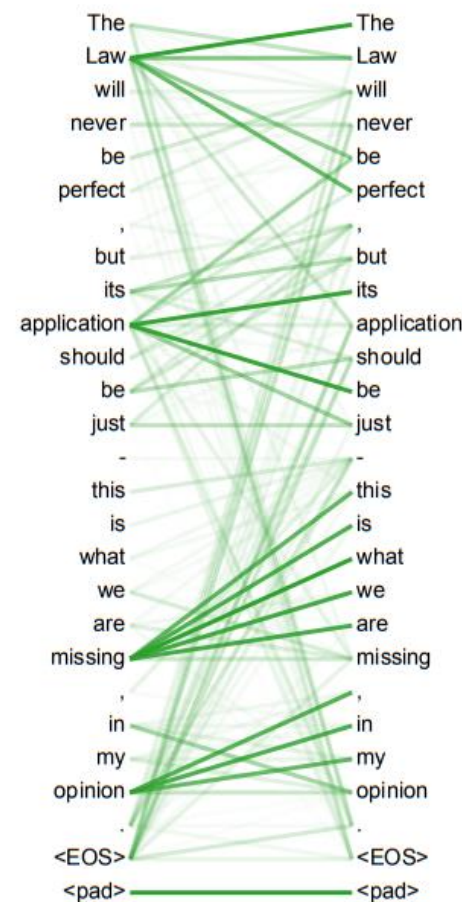 The The
Law Law
will will
never never
be be
perfect perfect
, ,
but but
its its
application application
should should
be be
just just
- -
this this
is is
what what
we we
are are
missing missing
, ,
in in
my my
opinion opinion
. .
<EOS> <EOS>
<pad> <pad>